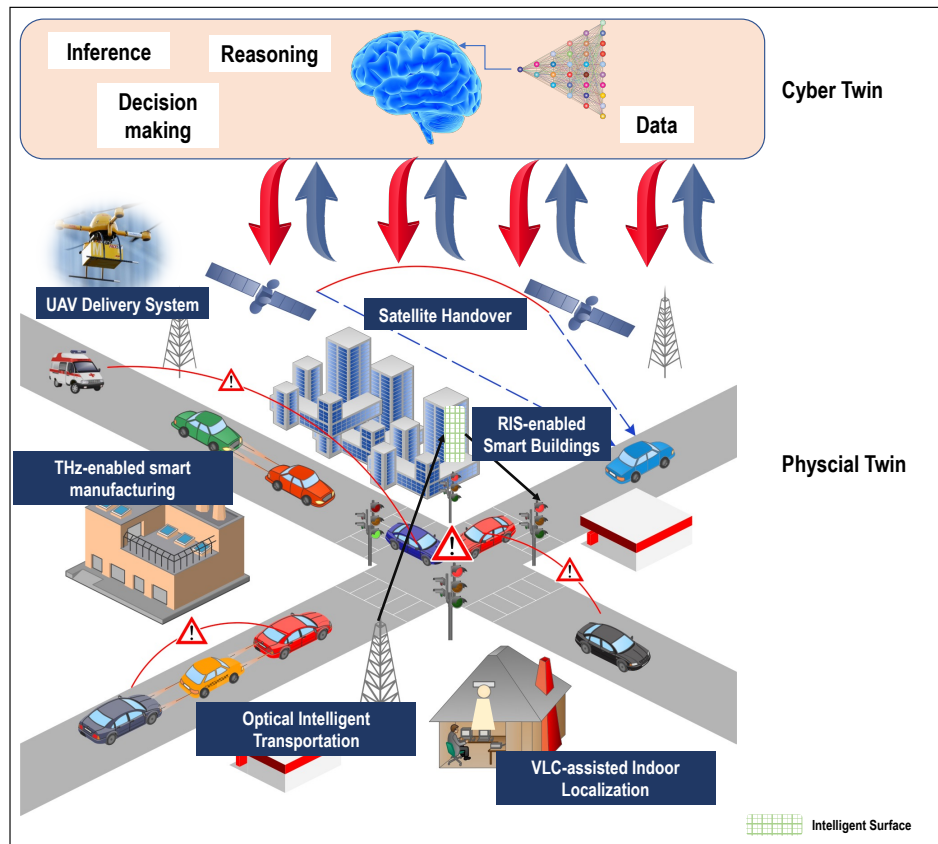 Inference
Reasoning
Decision
making
Data
Cyber Twin
UAV Delivery System
Satellite Handover
RIS-enabled
Smart Buildings
THz-enabled smart
manufacturing
Physcial Twin
Optical Intelligent
Transportation
VLC-assisted Indoor
Localization
Intelligent Surface